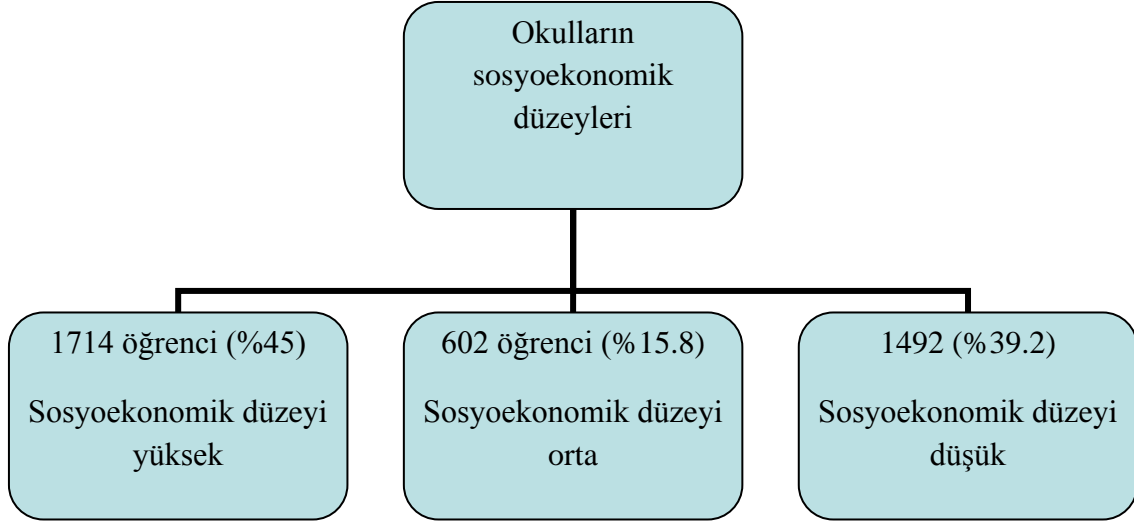 Okulların
sosyoekonomik
düzeyleri
1714 öğrenci (%45)
Sosyoekonomik düzeyi
yüksek
602 öğrenci (%15.8)
Sosyoekonomik düzeyi
orta
1492 (%39.2)
Sosyoekonomik düzeyi
düşük